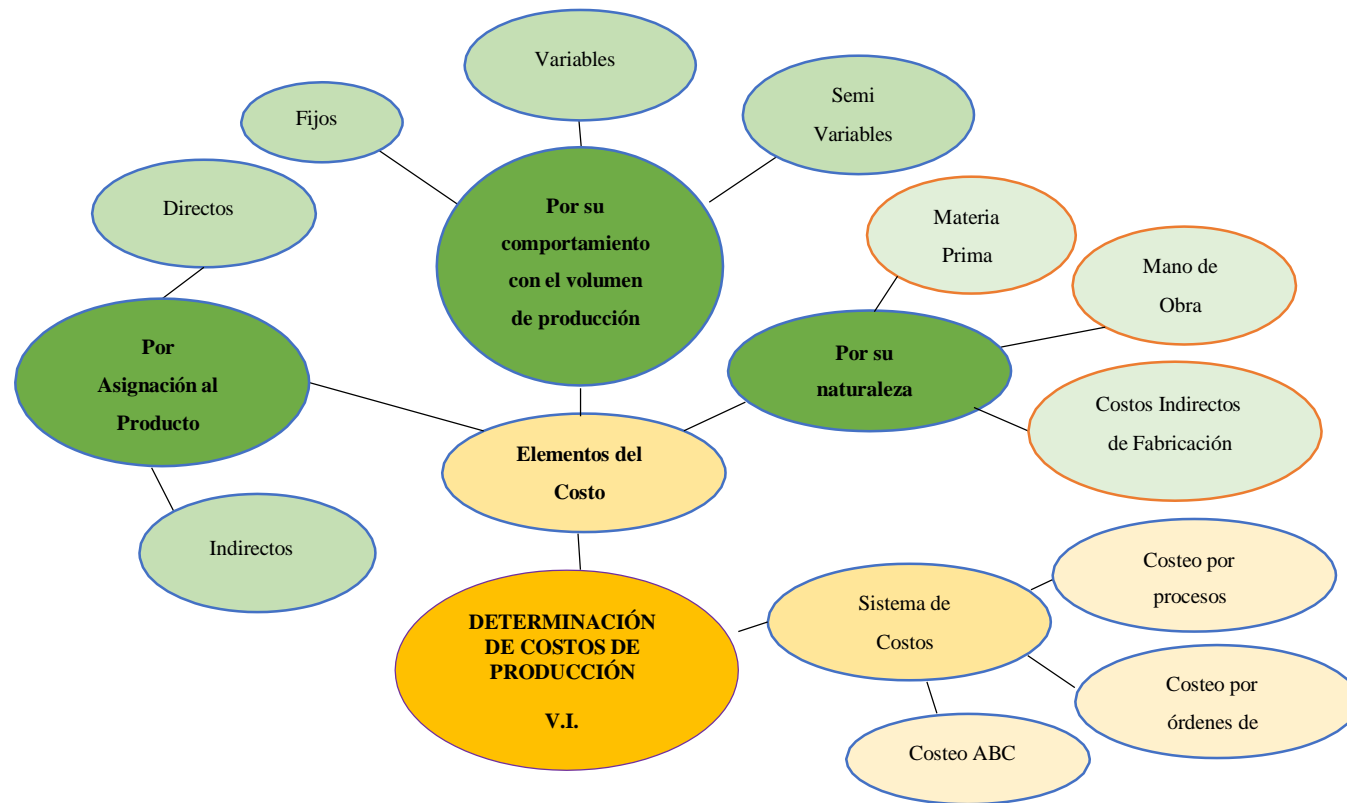 Variables
Semi
Variables
Fijos
Directos
Por su
comportamiento
con el volumen
de producción
Materia
Prima
Mano de
Obra
Por
Asignación al
Producto
Por su
naturaleza
Costos Indirectos
de Fabricación
Elementos del
Costo
Indirectos
DETERMINACIÓN
DE COSTOS DE
PRODUCCIÓN
V.I.
Sistema de
Costos
Costeo por
procesos
Costeo por
órdenes de
Costeo ABC